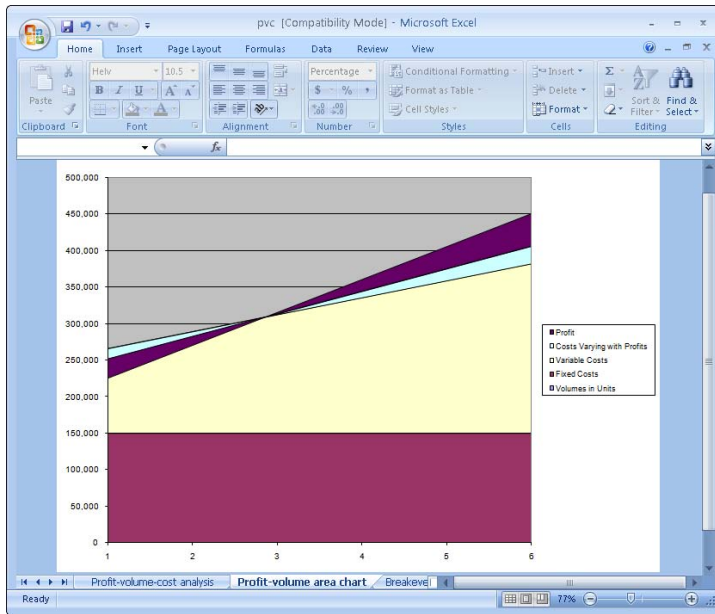 pvc [Compatibility Mode] - Microsoft Excel
Home Insert Page Layout Formulas Data Review View
Paste
Helv 10.5
B I U A A
Percentage
$ % ,
Conditional Formatting
Format as Table
Cell Styles
Insert
Delete
Format
Σ
Sort & Filter
Find & Select
Clipboard Font Alignment Number Styles Cells Editing
fx
500,000
450,000
400,000
350,000
300,000
250,000
200,000
150,000
100,000
50,000
0
1 2 3 4 5 6
Profit
Costs Varying with Profits
Variable Costs
Fixed Costs
Volumes in Units
Profit-volume-cost analysis Profit-volume area chart Breakeve
Ready 77%